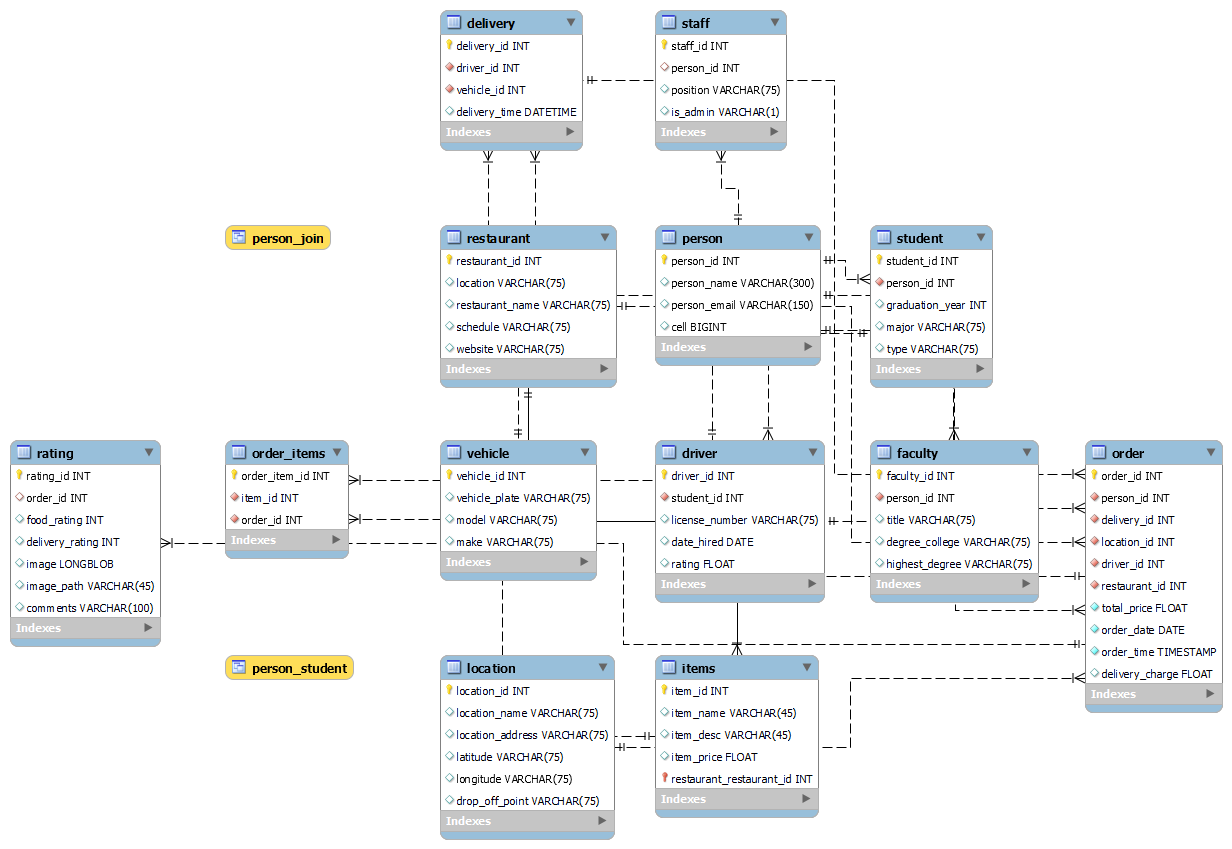 delivery
delivery_id INT
driver_id INT
vehicle_id INT
delivery_time DATETIME
Indexes
staff
staff_id INT
person_id INT
position VARCHAR(75)
is_admin VARCHAR(1)
Indexes
person_join
restaurant
restaurant_id INT
location VARCHAR(75)
restaurant_name VARCHAR(75)
schedule VARCHAR(75)
website VARCHAR(75)
Indexes
person
person_id INT
person_name VARCHAR(300)
person_email VARCHAR(150)
cell BIGINT
Indexes
student
student_id INT
person_id INT
graduation_year INT
major VARCHAR(75)
type VARCHAR(75)
Indexes
rating
rating_id INT
order_id INT
food_rating INT
delivery_rating INT
image LONGBLOB
image_path VARCHAR(45)
comments VARCHAR(100)
Indexes
order_items
order_item_id INT
item_id INT
order_id INT
Indexes
vehicle
vehicle_id INT
vehicle_plate VARCHAR(75)
model VARCHAR(75)
make VARCHAR(75)
Indexes
driver
driver_id INT
student_id INT
license_number VARCHAR(75)
date_hired DATE
rating FLOAT
Indexes
faculty
faculty_id INT
person_id INT
title VARCHAR(75)
degree_college VARCHAR(75)
highest_degree VARCHAR(75)
Indexes
order
order_id INT
person_id INT
delivery_id INT
location_id INT
driver_id INT
restaurant_id INT
total_price FLOAT
order_date DATE
order_time TIMESTAMP
delivery_charge FLOAT
Indexes
person_student
location
location_id INT
location_name VARCHAR(75)
location_address VARCHAR(75)
latitude VARCHAR(75)
longitude VARCHAR(75)
drop_off_point VARCHAR(75)
Indexes
items
item_id INT
item_name VARCHAR(45)
item_desc VARCHAR(45)
item_price FLOAT
restaurant_restaurant_id INT
Indexes